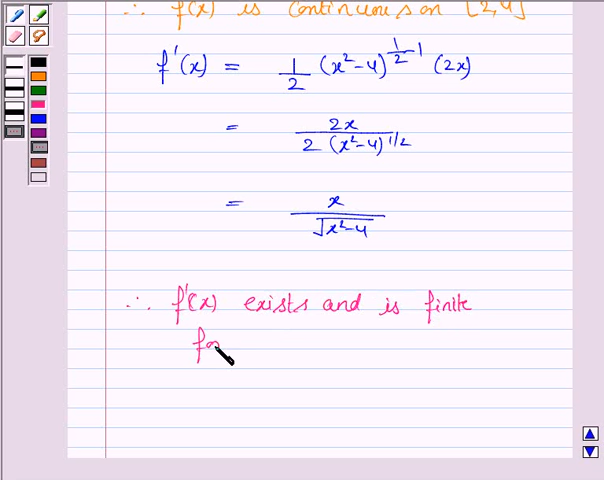 ∴ f(x) is continuous on [2,4]
f'(x) = 1/2 (x²-4)^(1/2-1) (2x)
= 2x / 2 (x²-4)^1/2
= x / √x²-4
∴ f'(x) exists and is finite
fo